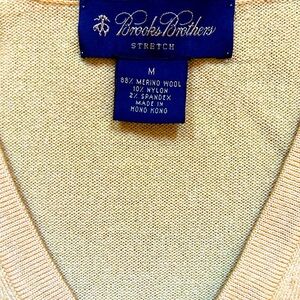 Brooks Brothers
STRETCH
M
88% MERINO WOOL
10% NYLON
2% SPANDEX
MADE IN
HONG KONG